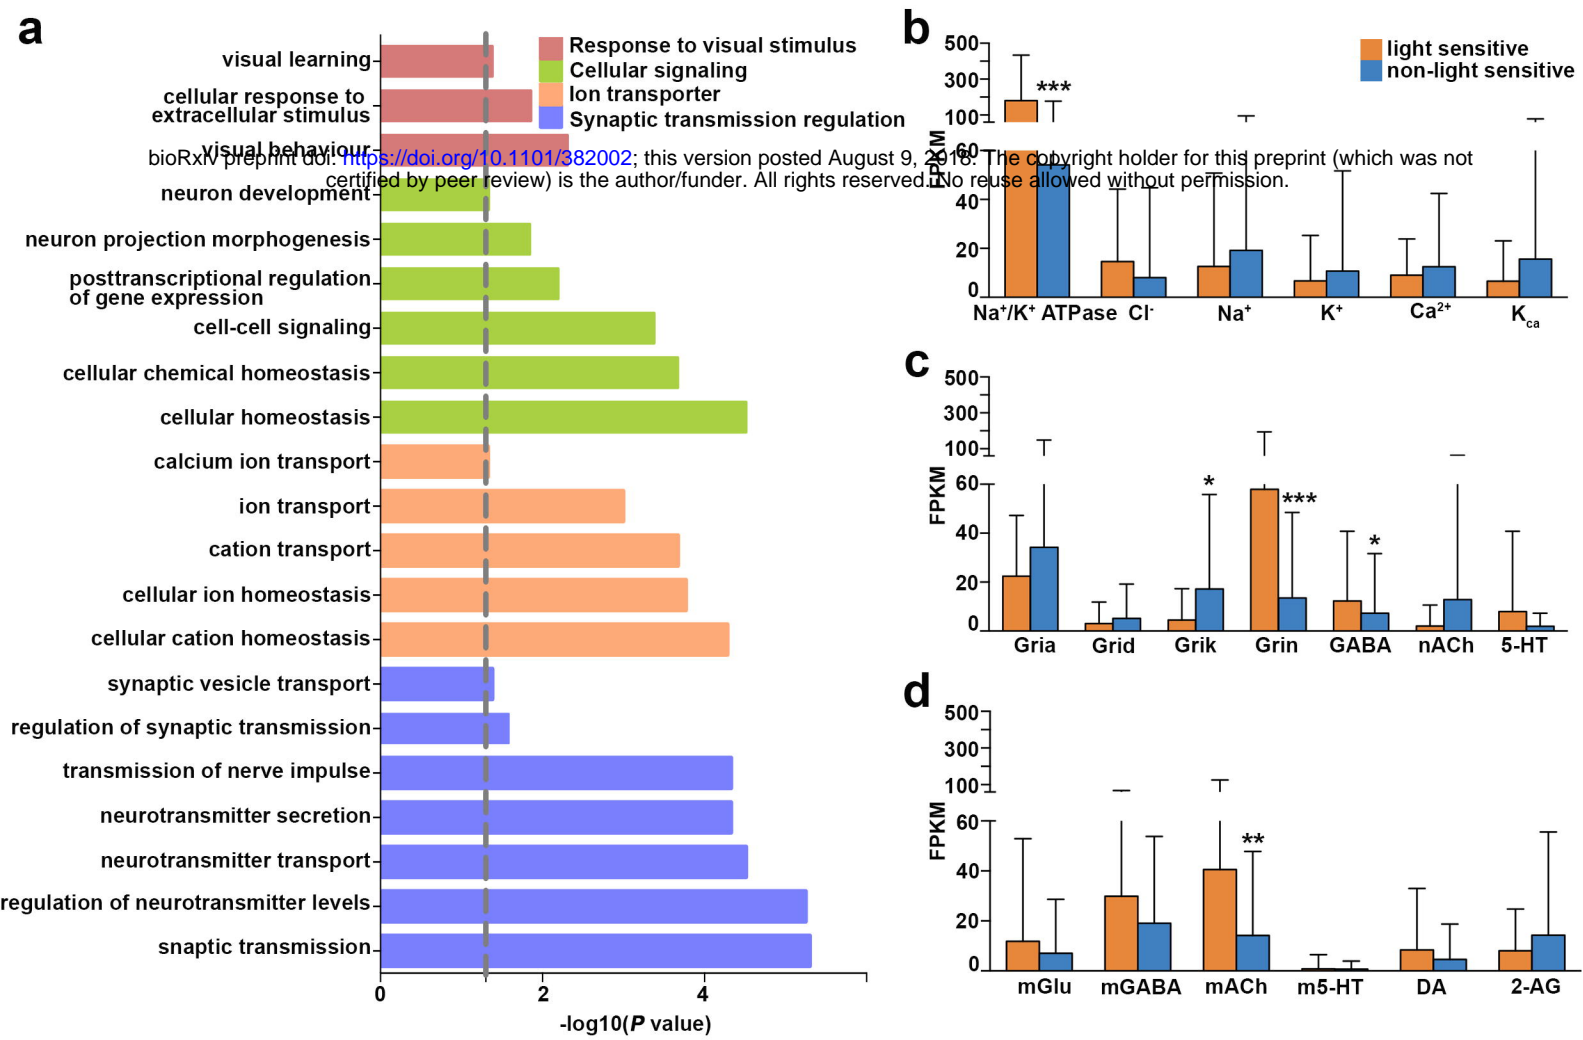 a
visual learning
cellular response to
extracellular stimulus
visual behaviour
neuron development
neuron projection morphogenesis
posttranscriptional regulation
of gene expression
cell-cell signaling
cellular chemical homeostasis
cellular homeostasis
calcium ion transport
ion transport
cation transport
cellular ion homeostasis
cellular cation homeostasis
synaptic vesicle transport
regulation of synaptic transmission
transmission of nerve impulse
neurotransmitter secretion
neurotransmitter transport
regulation of neurotransmitter levels
snaptic transmission
0 2 4
-log10(P value)
Response to visual stimulus
Cellular signaling
Ion transporter
Synaptic transmission regulation
bioRxiv preprint doi: https://doi.org/10.1101/382002; this version posted August 9, 2018. The copyright holder for this preprint (which was not
certified by peer review) is the author/funder. All rights reserved. No reuse allowed without permission.
b
500
300
100
60
40
20
0
FPKM
***
light sensitive
non-light sensitive
Na⁺/K⁺ ATPase Cl⁻ Na⁺ K⁺ Ca²⁺ Kca
c
500
300
100
60
40
20
0
FPKM
*
***
*
Gria Grid Grik Grin GABA nACh 5-HT
d
500
300
100
60
40
20
0
FPKM
**
mGlu mGABA mACh m5-HT DA 2-AG